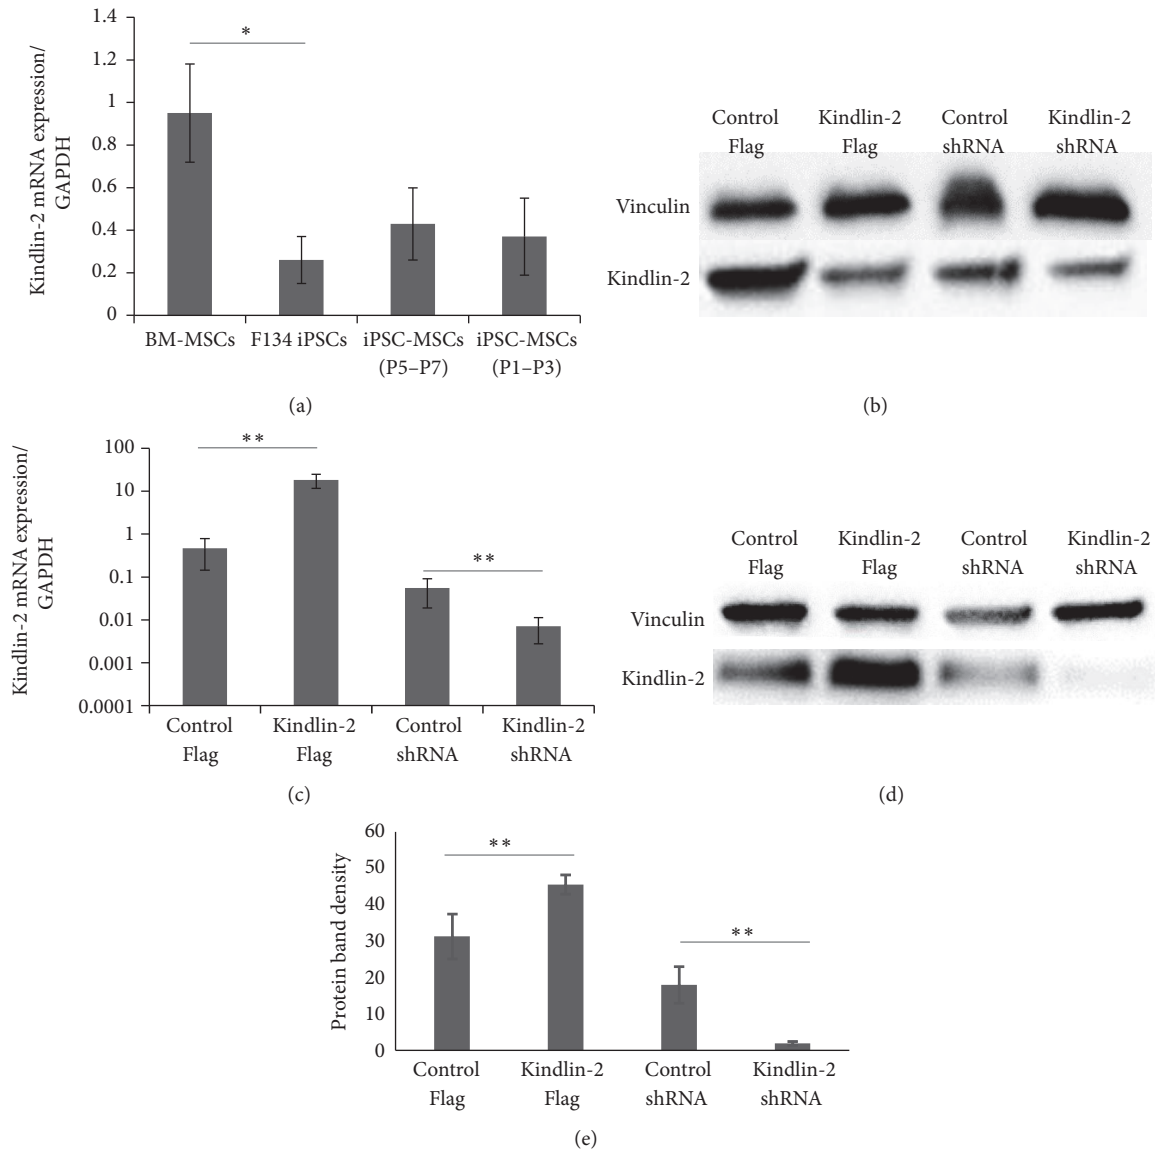 Kindlin-2 mRNA expression/
GAPDH
1.4
1.2
1
0.8
0.6
0.4
0.2
0
*
BM-MSCs
F134 iPSCs
iPSC-MSCs
(P5–P7)
iPSC-MSCs
(P1–P3)
(a)
Control
Flag
Kindlin-2
Flag
Control
shRNA
Kindlin-2
shRNA
Vinculin
Kindlin-2
(b)
Kindlin-2 mRNA expression/
GAPDH
100
10
1
0.1
0.01
0.001
0.0001
**
**
Control
Flag
Kindlin-2
Flag
Control
shRNA
Kindlin-2
shRNA
(c)
Control
Flag
Kindlin-2
Flag
Control
shRNA
Kindlin-2
shRNA
Vinculin
Kindlin-2
(d)
Protein band density
60
50
40
30
20
10
0
**
**
Control
Flag
Kindlin-2
Flag
Control
shRNA
Kindlin-2
shRNA
(e)